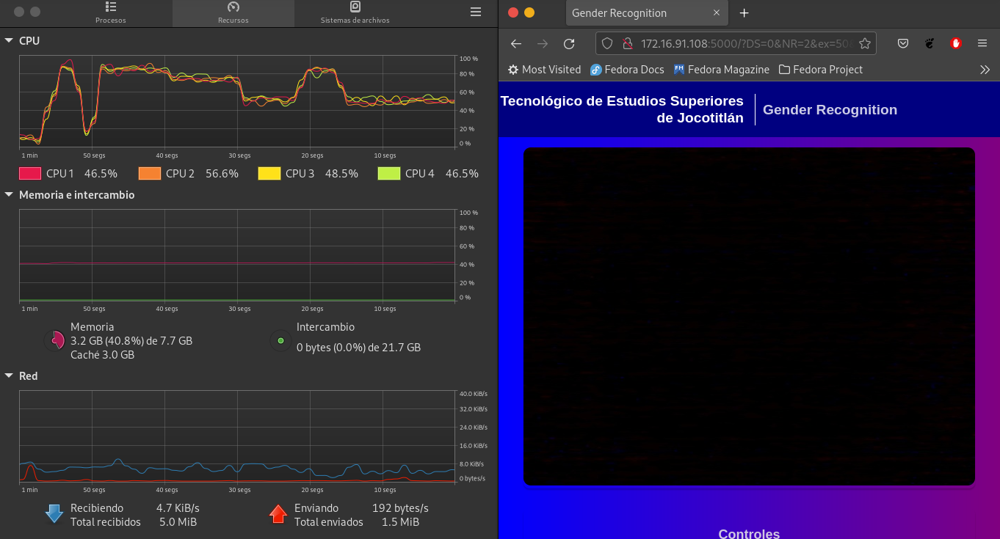 Procesos
Recursos
Sistemas de archivos
CPU
100 %
80 %
60 %
40 %
20 %
0 %
1 min
50 segs
40 segs
30 segs
20 segs
10 segs
CPU 1 46.5%
CPU 2 56.6%
CPU 3 48.5%
CPU 4 46.5%
Memoria e intercambio
100 %
80 %
60 %
40 %
20 %
0 %
1 min
50 segs
40 segs
30 segs
20 segs
10 segs
Memoria
3.2 GB (40.8%) de 7.7 GB
Caché 3.0 GB
Intercambio
0 bytes (0.0%) de 21.7 GB
Red
40.0 KiB/s
32.0 KiB/s
24.0 KiB/s
16.0 KiB/s
8.0 KiB/s
0 bytes/s
1 min
50 segs
40 segs
30 segs
20 segs
10 segs
Recibiendo 4.7 KiB/s
Total recibidos 5.0 MiB
Enviando 192 bytes/s
Total enviados 1.5 MiB
Gender Recognition
172.16.91.108:5000/?DS=0&NR=2&ex=50
Most Visited
Fedora Docs
FM
Fedora Magazine
Fedora Project
Tecnológico de Estudios Superiores
de Jocotitlán
Gender Recognition
Controles